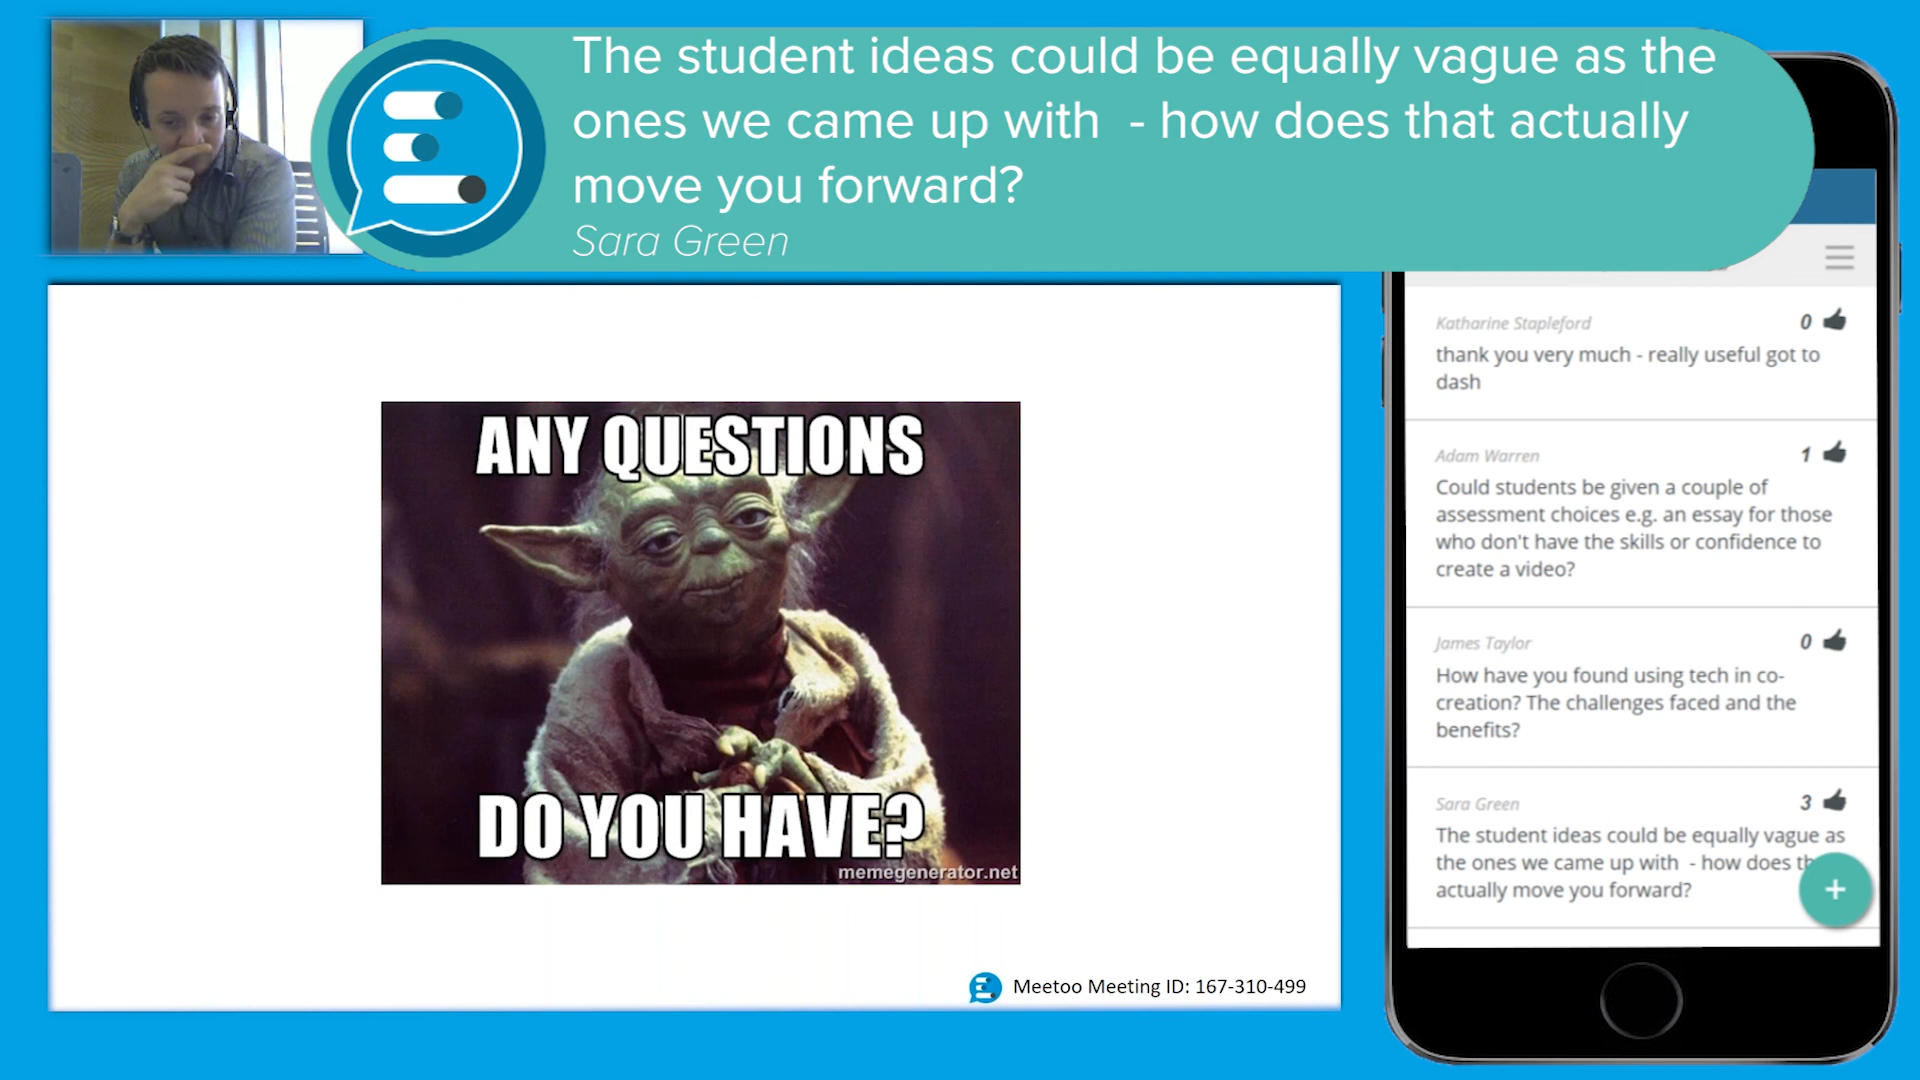 The student ideas could be equally vague as the
ones we came up with  - how does that actually
move you forward?
Sara Green
ANY QUESTIONS
DO YOU HAVE?
memegenerator.net
Meetoo Meeting ID: 167-310-499
Katharine Stapleford
0
thank you very much - really useful got to
dash
Adam Warren
1
Could students be given a couple of
assessment choices e.g. an essay for those
who don't have the skills or confidence to
create a video?
James Taylor
0
How have you found using tech in co-
creation? The challenges faced and the
benefits?
Sara Green
3
The student ideas could be equally vague as
the ones we came up with  - how does
actually move you forward?
+